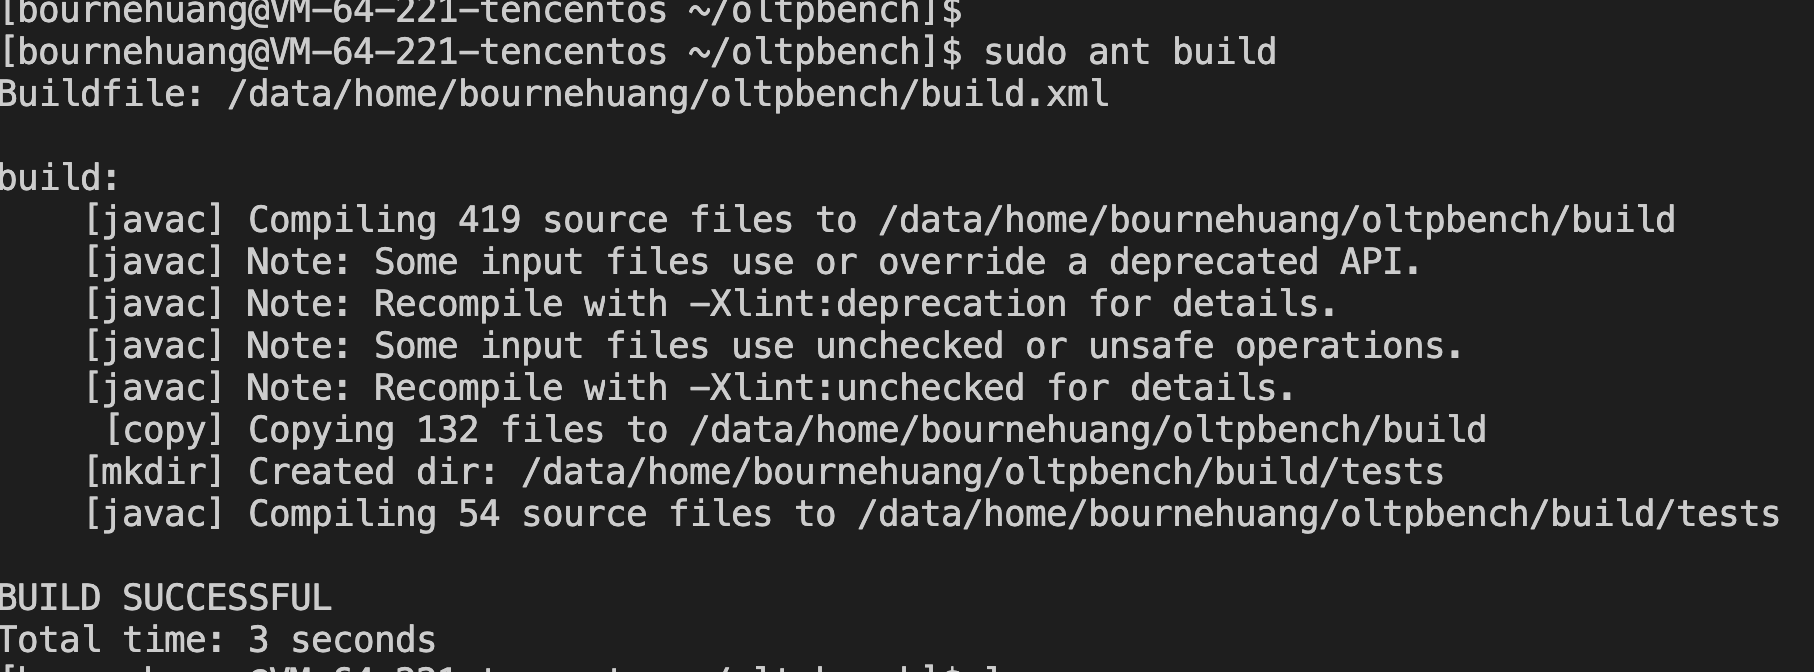 [bournehuang@VM-64-221-tencentos ~/oltpbench]$
[bournehuang@VM-64-221-tencentos ~/oltpbench]$ sudo ant build
Buildfile: /data/home/bournehuang/oltpbench/build.xml
build:
[javac] Compiling 419 source files to /data/home/bournehuang/oltpbench/build
[javac] Note: Some input files use or override a deprecated API.
[javac] Note: Recompile with -Xlint:deprecation for details.
[javac] Note: Some input files use unchecked or unsafe operations.
[javac] Note: Recompile with -Xlint:unchecked for details.
[copy] Copying 132 files to /data/home/bournehuang/oltpbench/build
[mkdir] Created dir: /data/home/bournehuang/oltpbench/build/tests
[javac] Compiling 54 source files to /data/home/bournehuang/oltpbench/build/tests
BUILD SUCCESSFUL
Total time: 3 seconds